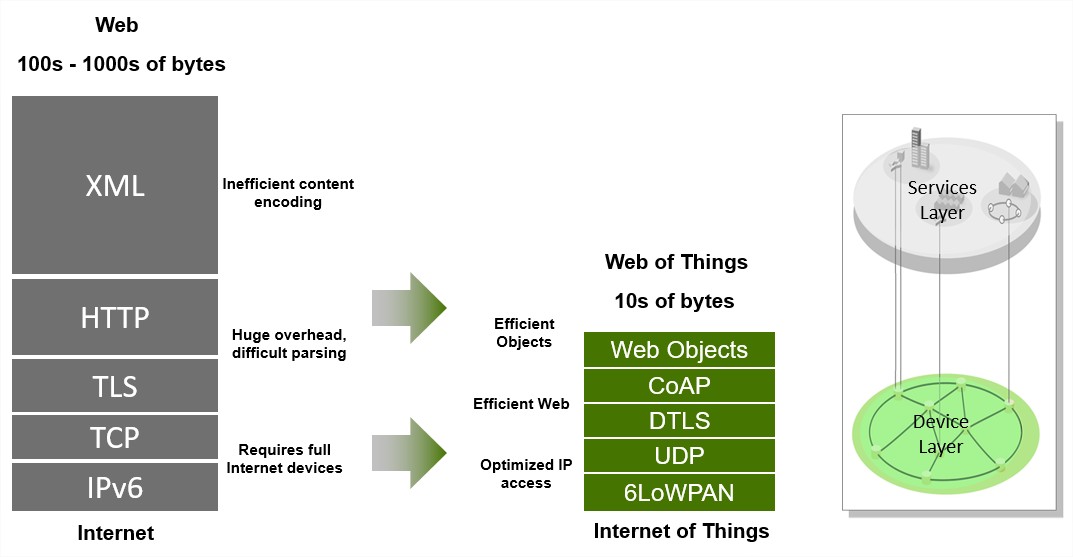 Web
100s - 1000s of bytes
XML
Inefficient content
encoding
HTTP
Huge overhead,
difficult parsing
TLS
TCP
Requires full
Internet devices
IPv6
Internet
Web of Things
10s of bytes
Efficient
Objects
Web Objects
CoAP
Efficient Web
DTLS
UDP
Optimized IP
access
6LoWPAN
Internet of Things
Services
Layer
Device
Layer